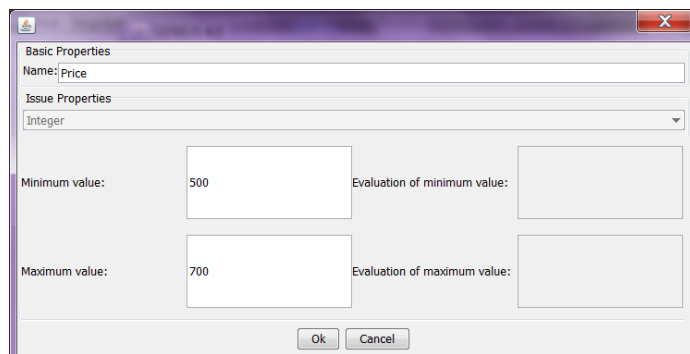 Basic Properties
Name: Price
Issue Properties
Integer
Minimum value: 500 Evaluation of minimum value:
Maximum value: 700 Evaluation of maximum value:
Ok Cancel